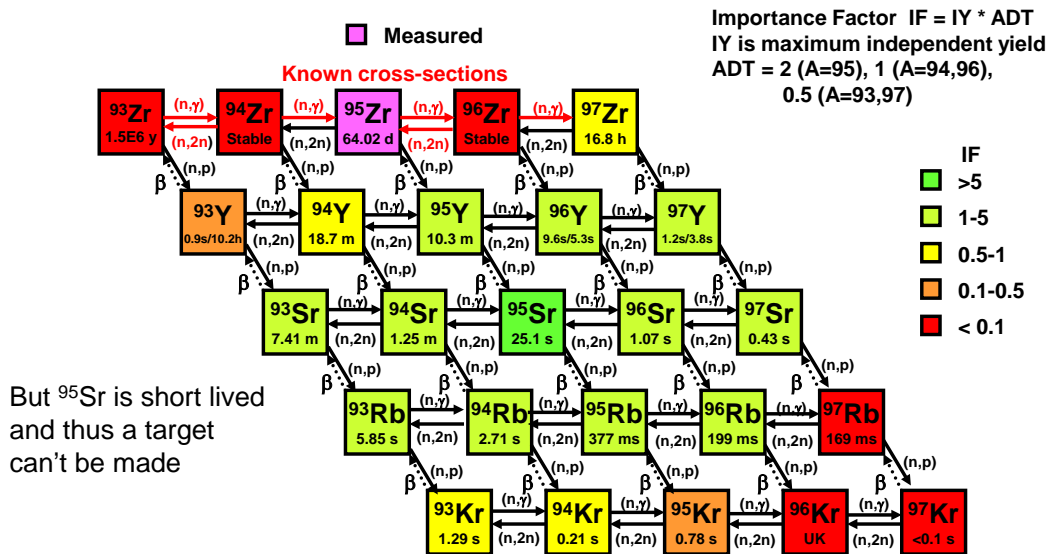 Importance Factor IF = IY * ADT
IY is maximum independent yield
ADT = 2 (A=95), 1 (A=94,96),
0.5 (A=93,97)
Measured
Known cross-sections
(n,γ) (n,γ) (n,γ) (n,γ)
⁹³Zr ⁹⁴Zr ⁹⁵Zr ⁹⁶Zr ⁹⁷Zr
1.5E6 y Stable 64.02 d Stable 16.8 h
(n,2n) (n,2n) (n,2n) (n,2n)
β (n,p) β (n,p) β (n,p) β (n,p) β (n,p)
(n,γ) (n,γ) (n,γ) (n,γ)
⁹³Y ⁹⁴Y ⁹⁵Y ⁹⁶Y ⁹⁷Y
0.9s/10.2h 18.7 m 10.3 m 9.6s/5.3s 1.2s/3.8s
(n,2n) (n,2n) (n,2n) (n,2n)
β (n,p) β (n,p) β (n,p) β (n,p) β (n,p)
(n,γ) (n,γ) (n,γ) (n,γ)
⁹³Sr ⁹⁴Sr ⁹⁵Sr ⁹⁶Sr ⁹⁷Sr
7.41 m 1.25 m 25.1 s 1.07 s 0.43 s
(n,2n) (n,2n) (n,2n) (n,2n)
β (n,p) β (n,p) β (n,p) β (n,p) β (n,p)
(n,γ) (n,γ) (n,γ) (n,γ)
⁹³Rb ⁹⁴Rb ⁹⁵Rb ⁹⁶Rb ⁹⁷Rb
5.85 s 2.71 s 377 ms 199 ms 169 ms
(n,2n) (n,2n) (n,2n) (n,2n)
β (n,p) β (n,p) β (n,p) β (n,p) β (n,p)
(n,γ) (n,γ) (n,γ) (n,γ)
⁹³Kr ⁹⁴Kr ⁹⁵Kr ⁹⁶Kr ⁹⁷Kr
1.29 s 0.21 s 0.78 s UK <0.1 s
(n,2n) (n,2n) (n,2n) (n,2n)
IF
>5
1-5
0.5-1
0.1-0.5
< 0.1
But ⁹⁵Sr is short lived
and thus a target
can't be made